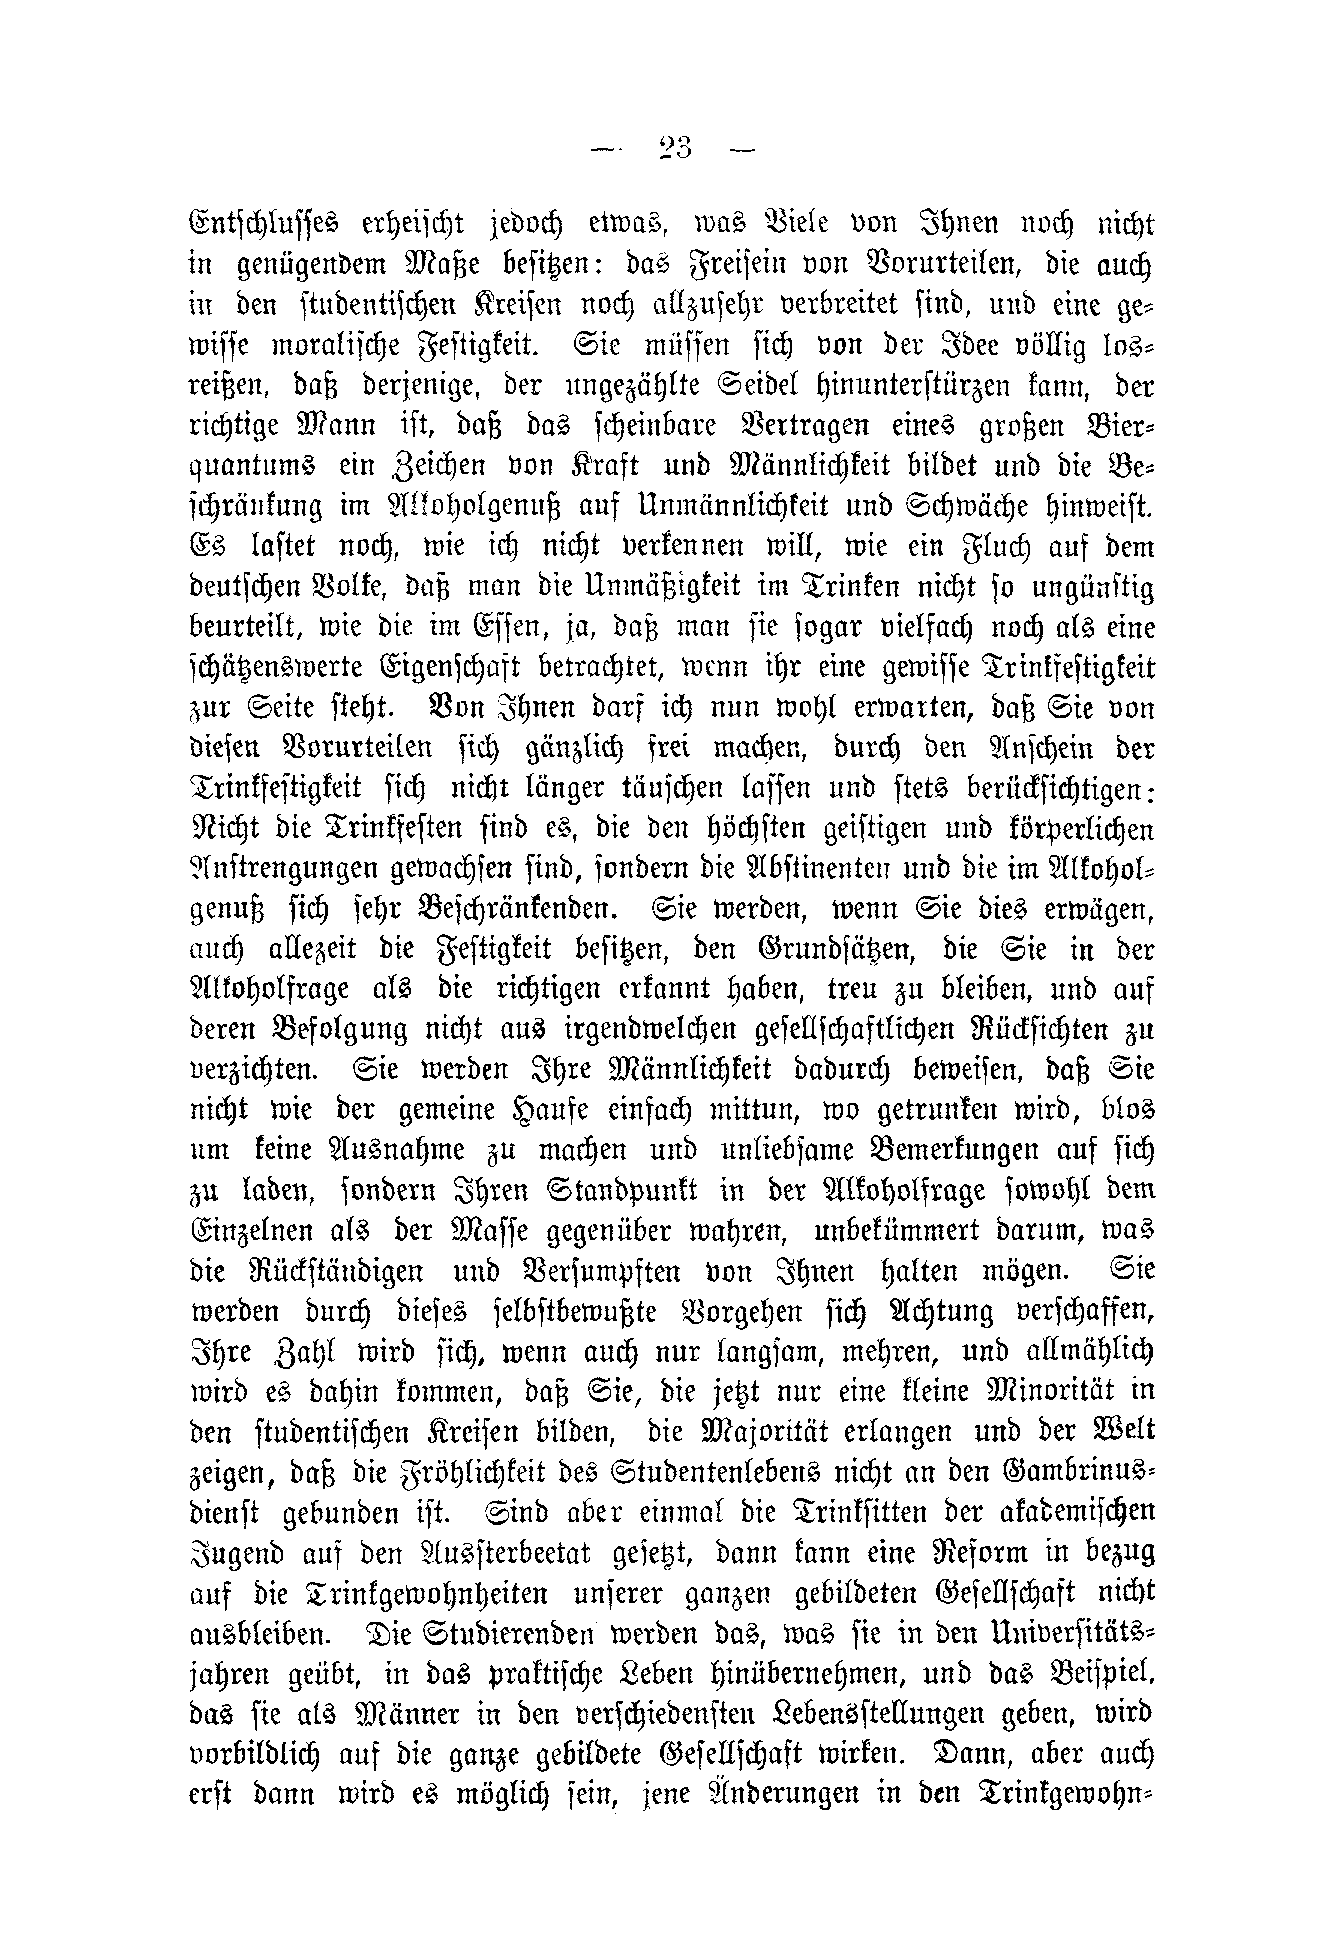 — 23 —
Entschlusses erheischt jedoch etwas, was Viele von Ihnen noch nicht
in genügendem Maße besitzen: das Freisein von Vorurteilen, die auch
in den studentischen Kreisen noch allzusehr verbreitet sind, und eine ge-
wisse moralische Festigkeit. Sie müssen sich von der Idee völlig los-
reißen, daß derjenige, der ungezählte Seidel hinunterstürzen kann, der
richtige Mann ist, daß das scheinbare Vertragen eines großen Bier-
quantums ein Zeichen von Kraft und Männlichkeit bildet und die Be-
schränkung im Alkoholgenuß auf Unmännlichkeit und Schwäche hinweist.
Es lastet noch, wie ich nicht verkennen will, wie ein Fluch auf dem
deutschen Volke, daß man die Unmäßigkeit im Trinken nicht so ungünstig
beurteilt, wie die im Essen, ja, daß man sie sogar vielfach noch als eine
schätzenswerte Eigenschaft betrachtet, wenn ihr eine gewisse Trinkfestigkeit
zur Seite steht. Von Ihnen darf ich nun wohl erwarten, daß Sie von
diesen Vorurteilen sich gänzlich frei machen, durch den Anschein der
Trinkfestigkeit sich nicht länger täuschen lassen und stets berücksichtigen:
Nicht die Trinkfesten sind es, die den höchsten geistigen und körperlichen
Anstrengungen gewachsen sind, sondern die Abstinenten und die im Alkohol-
genuß sich sehr Beschränkenden. Sie werden, wenn Sie dies erwägen,
auch allezeit die Festigkeit besitzen, den Grundsätzen, die Sie in der
Alkoholfrage als die richtigen erkannt haben, treu zu bleiben, und auf
deren Befolgung nicht aus irgendwelchen gesellschaftlichen Rücksichten zu
verzichten. Sie werden Ihre Männlichkeit dadurch beweisen, daß Sie
nicht wie der gemeine Haufe einfach mittun, wo getrunken wird, blos
um keine Ausnahme zu machen und unliebsame Bemerkungen auf sich
zu laden, sondern Ihren Standpunkt in der Alkoholfrage sowohl dem
Einzelnen als der Masse gegenüber wahren, unbekümmert darum, was
die Rückständigen und Versumpften von Ihnen halten mögen. Sie
werden durch dieses selbstbewußte Vorgehen sich Achtung verschaffen,
Ihre Zahl wird sich, wenn auch nur langsam, mehren, und allmählich
wird es dahin kommen, daß Sie, die jetzt nur eine kleine Minorität in
den studentischen Kreisen bilden, die Majorität erlangen und der Welt
zeigen, daß die Fröhlichkeit des Studentenlebens nicht an den Gambrinus-
dienst gebunden ist. Sind aber einmal die Trinksitten der akademischen
Jugend auf den Aussterbeetat gesetzt, dann kann eine Reform in bezug
auf die Trinkgewohnheiten unserer ganzen gebildeten Gesellschaft nicht
ausbleiben. Die Studierenden werden das, was sie in den Universitäts-
jahren geübt, in das praktische Leben hinübernehmen, und das Beispiel,
das sie als Männer in den verschiedensten Lebensstellungen geben, wird
vorbildlich auf die ganze gebildete Gesellschaft wirken. Dann, aber auch
erst dann wird es möglich sein, jene Änderungen in den Trinkgewohn-